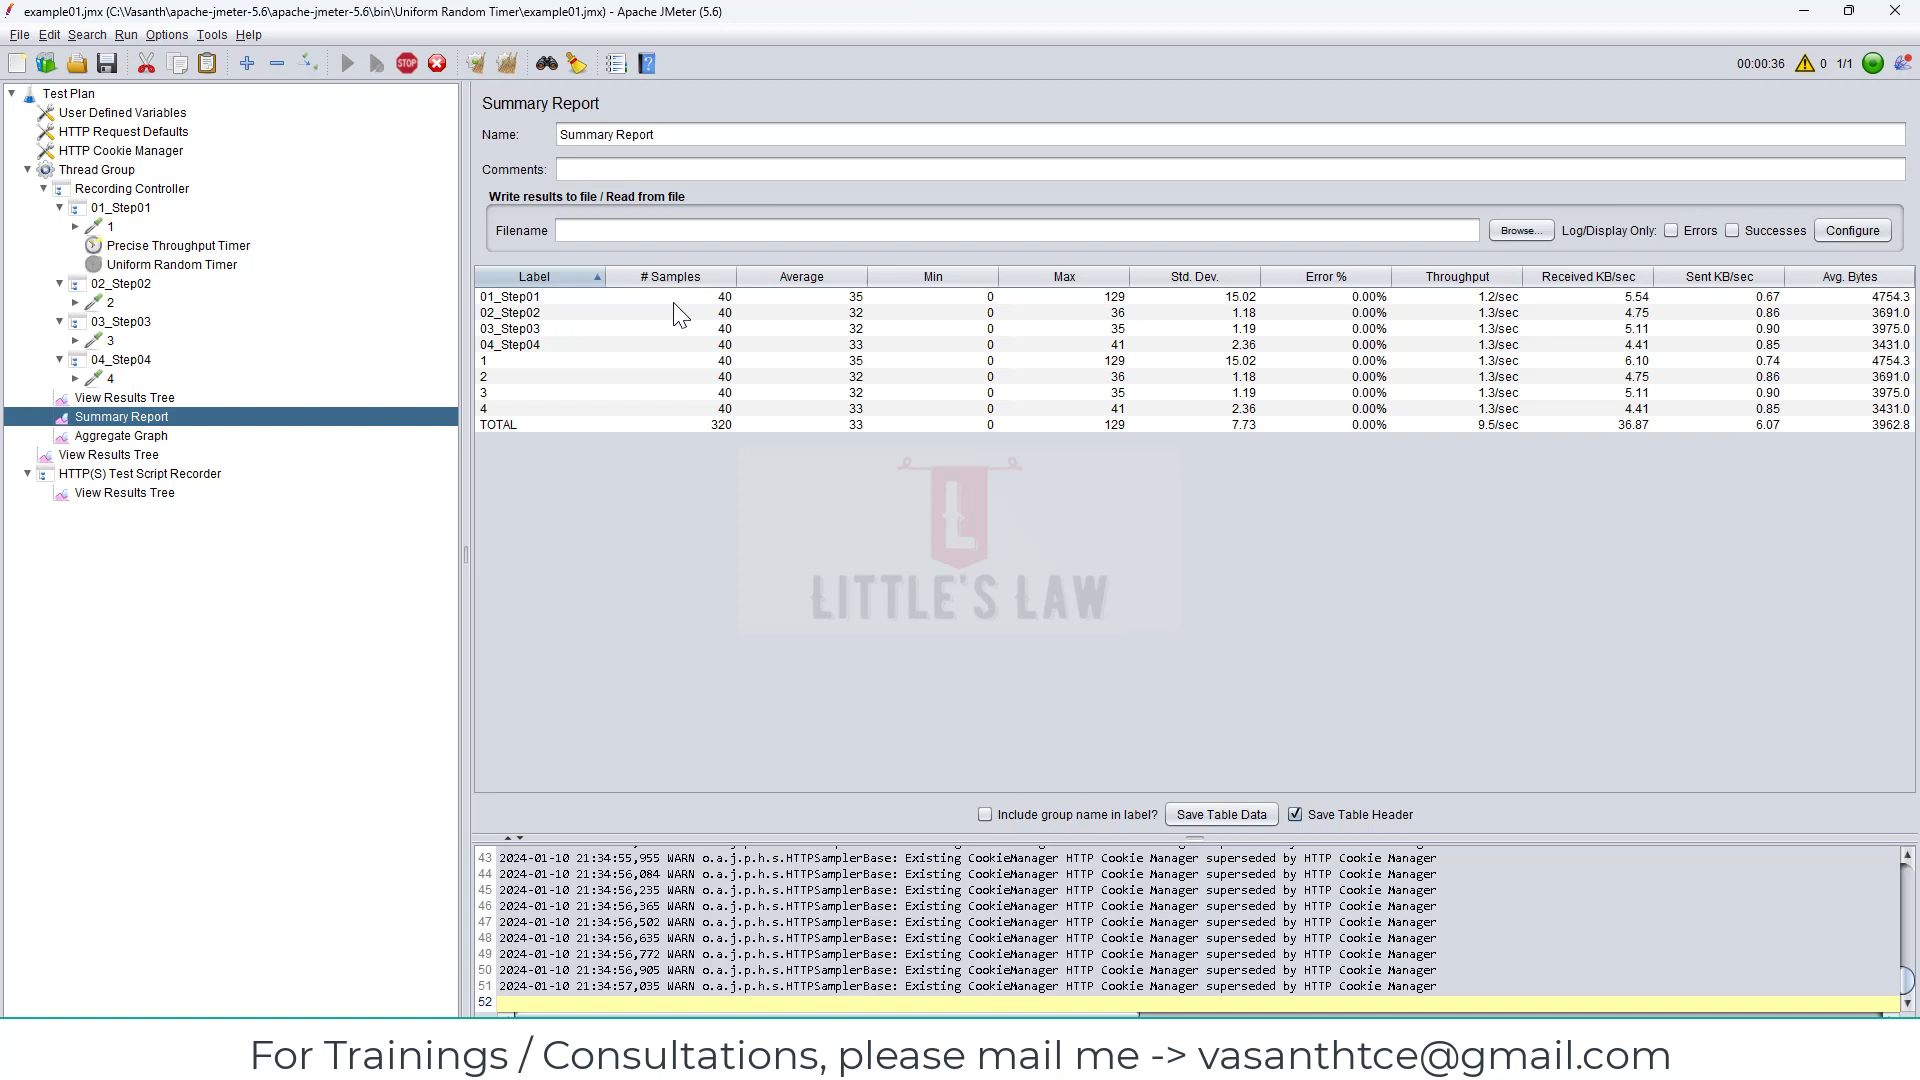 example01.jmx (C:\Vasanth\apache-jmeter-5.6\apache-jmeter-5.6\bin\Uniform Random Timer\example01.jmx) - Apache JMeter (5.6)
File Edit Search Run Options Tools Help
STOP 00:00:36 0 1/1
Test Plan
User Defined Variables
HTTP Request Defaults
HTTP Cookie Manager
Thread Group
Recording Controller
01_Step01
1
Precise Throughput Timer
Uniform Random Timer
02_Step02
2
03_Step03
3
04_Step04
4
View Results Tree
Summary Report
Aggregate Graph
View Results Tree
HTTP(S) Test Script Recorder
View Results Tree
Summary Report
Name: Summary Report
Comments:
Write results to file / Read from file
Filename Browse... Log/Display Only: Errors Successes Configure
Label # Samples Average Min Max Std. Dev. Error % Throughput Received KB/sec Sent KB/sec Avg. Bytes
01_Step01 40 35 0 129 15.02 0.00% 1.2/sec 5.54 0.67 4754.3
02_Step02 40 32 0 36 1.18 0.00% 1.3/sec 4.75 0.86 3691.0
03_Step03 40 32 0 35 1.19 0.00% 1.3/sec 5.11 0.90 3975.0
04_Step04 40 33 0 41 2.36 0.00% 1.3/sec 4.41 0.85 3431.0
1 40 35 0 129 15.02 0.00% 1.3/sec 6.10 0.74 4754.3
2 40 32 0 36 1.18 0.00% 1.3/sec 4.75 0.86 3691.0
3 40 32 0 35 1.19 0.00% 1.3/sec 5.11 0.90 3975.0
4 40 33 0 41 2.36 0.00% 1.3/sec 4.41 0.85 3431.0
TOTAL 320 33 0 129 7.73 0.00% 9.5/sec 36.87 6.07 3962.8
L
LITTLE'S LAW
Include group name in label? Save Table Data Save Table Header
43 2024-01-10 21:34:55,955 WARN o.a.j.p.h.s.HTTPSamplerBase: Existing CookieManager HTTP Cookie Manager superseded by HTTP Cookie Manager
44 2024-01-10 21:34:56,084 WARN o.a.j.p.h.s.HTTPSamplerBase: Existing CookieManager HTTP Cookie Manager superseded by HTTP Cookie Manager
45 2024-01-10 21:34:56,235 WARN o.a.j.p.h.s.HTTPSamplerBase: Existing CookieManager HTTP Cookie Manager superseded by HTTP Cookie Manager
46 2024-01-10 21:34:56,365 WARN o.a.j.p.h.s.HTTPSamplerBase: Existing CookieManager HTTP Cookie Manager superseded by HTTP Cookie Manager
47 2024-01-10 21:34:56,502 WARN o.a.j.p.h.s.HTTPSamplerBase: Existing CookieManager HTTP Cookie Manager superseded by HTTP Cookie Manager
48 2024-01-10 21:34:56,635 WARN o.a.j.p.h.s.HTTPSamplerBase: Existing CookieManager HTTP Cookie Manager superseded by HTTP Cookie Manager
49 2024-01-10 21:34:56,772 WARN o.a.j.p.h.s.HTTPSamplerBase: Existing CookieManager HTTP Cookie Manager superseded by HTTP Cookie Manager
50 2024-01-10 21:34:56,905 WARN o.a.j.p.h.s.HTTPSamplerBase: Existing CookieManager HTTP Cookie Manager superseded by HTTP Cookie Manager
51 2024-01-10 21:34:57,035 WARN o.a.j.p.h.s.HTTPSamplerBase: Existing CookieManager HTTP Cookie Manager superseded by HTTP Cookie Manager
52
For Trainings / Consultations, please mail me -> vasanthtce@gmail.com